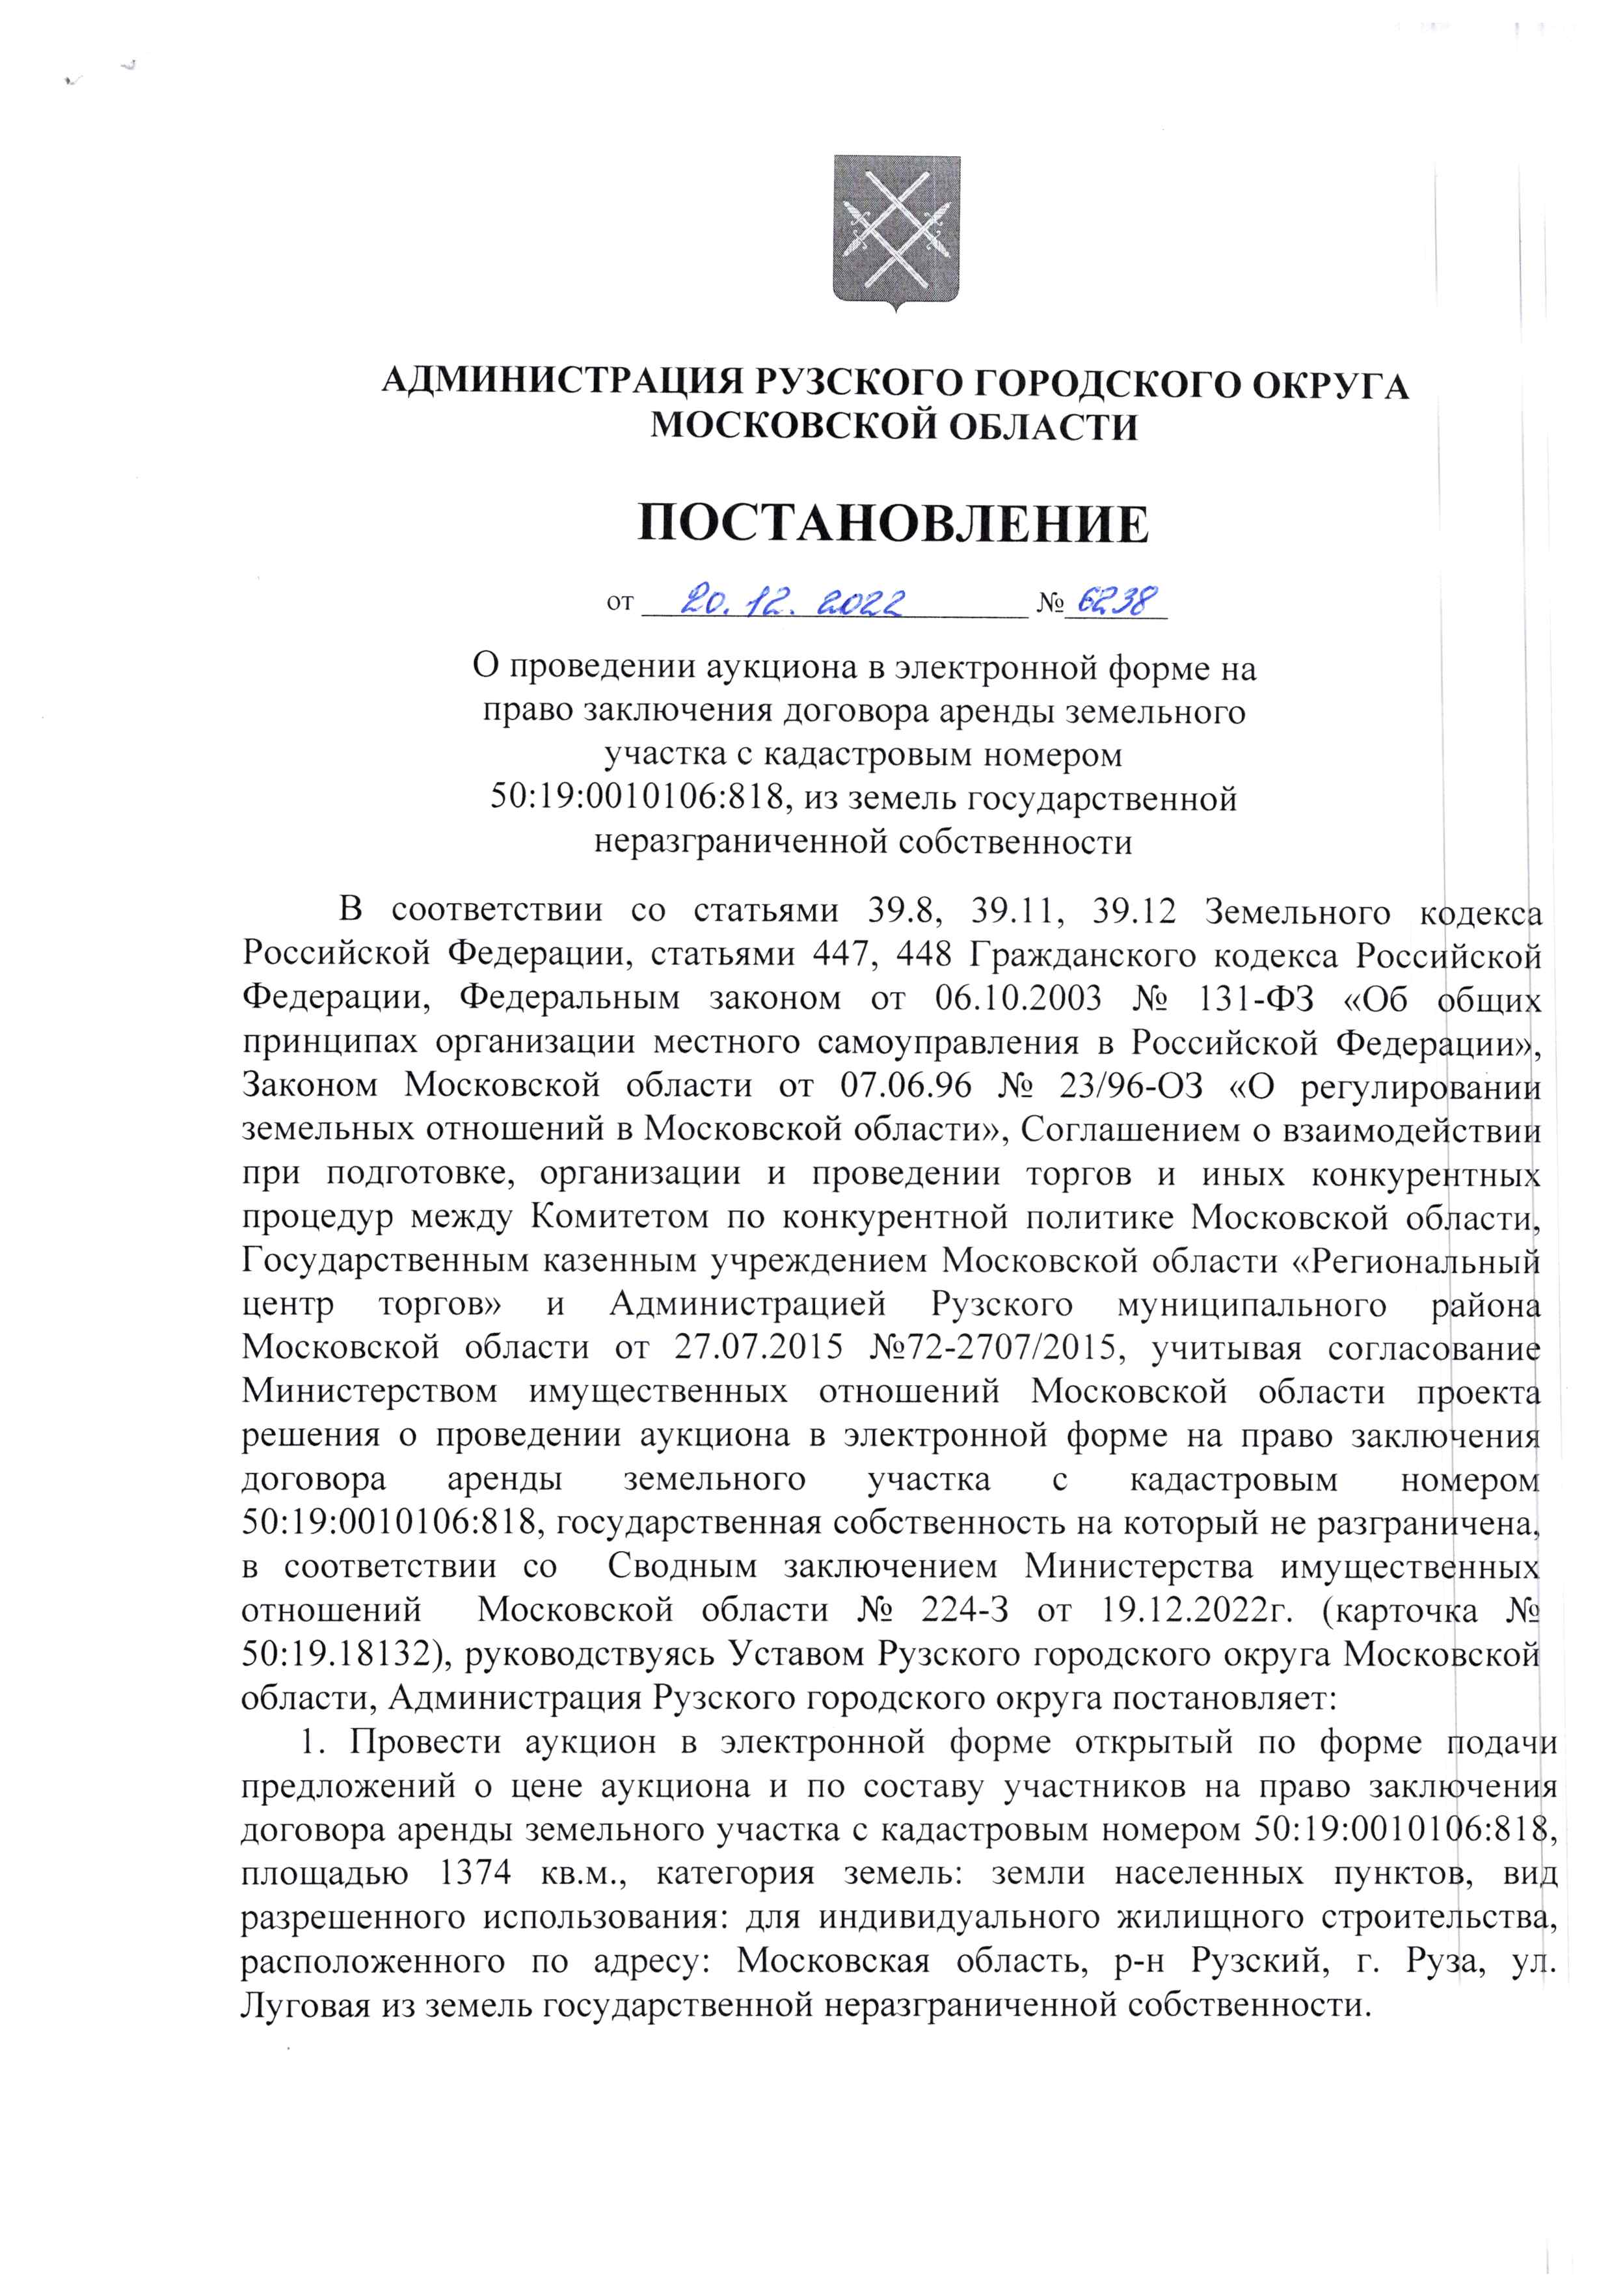 АДМИНИСТРАЦИЯ РУЗСКОГО ГОРОДСКОГО ОКРУГА
МОСКОВСКОЙ ОБЛАСТИ
ПОСТАНОВЛЕНИЕ
от 20.12.2022 № 6238
О проведении аукциона в электронной форме на
право заключения договора аренды земельного
участка с кадастровым номером
50:19:0010106:818, из земель государственной
неразграниченной собственности
В соответствии со статьями 39.8, 39.11, 39.12 Земельного кодекса
Российской Федерации, статьями 447, 448 Гражданского кодекса Российской
Федерации, Федеральным законом от 06.10.2003 № 131-ФЗ «Об общих
принципах организации местного самоуправления в Российской Федерации»,
Законом Московской области от 07.06.96 № 23/96-ОЗ «О регулировании
земельных отношений в Московской области», Соглашением о взаимодействии
при подготовке, организации и проведении торгов и иных конкурентных
процедур между Комитетом по конкурентной политике Московской области,
Государственным казенным учреждением Московской области «Региональный
центр торгов» и Администрацией Рузского муниципального района
Московской области от 27.07.2015 №72-2707/2015, учитывая согласование
Министерством имущественных отношений Московской области проекта
решения о проведении аукциона в электронной форме на право заключения
договора аренды земельного участка с кадастровым номером
50:19:0010106:818, государственная собственность на который не разграничена,
в соответствии со Сводным заключением Министерства имущественных
отношений Московской области № 224-З от 19.12.2022г. (карточка №
50:19.18132), руководствуясь Уставом Рузского городского округа Московской
области, Администрация Рузского городского округа постановляет:
1. Провести аукцион в электронной форме открытый по форме подачи
предложений о цене аукциона и по составу участников на право заключения
договора аренды земельного участка с кадастровым номером 50:19:0010106:818,
площадью 1374 кв.м., категория земель: земли населенных пунктов, вид
разрешенного использования: для индивидуального жилищного строительства,
расположенного по адресу: Московская область, р-н Рузский, г. Руза, ул.
Луговая из земель государственной неразграниченной собственности.